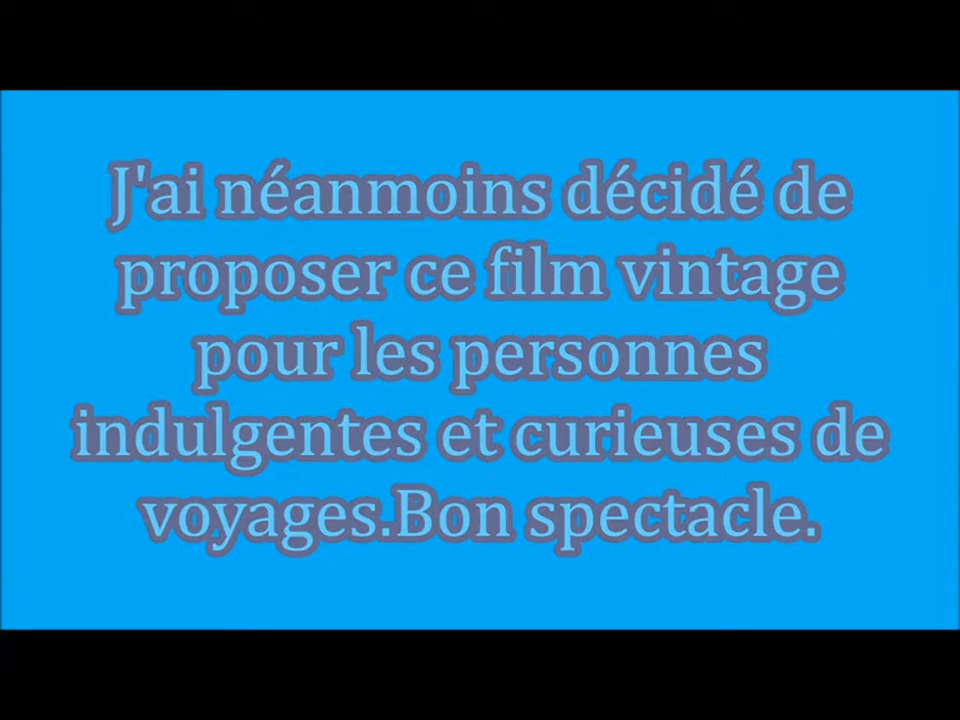 J'ai néanmoins décidé de
proposer ce film vintage
pour les personnes
indulgentes et curieuses de
voyages.Bon spectacle.